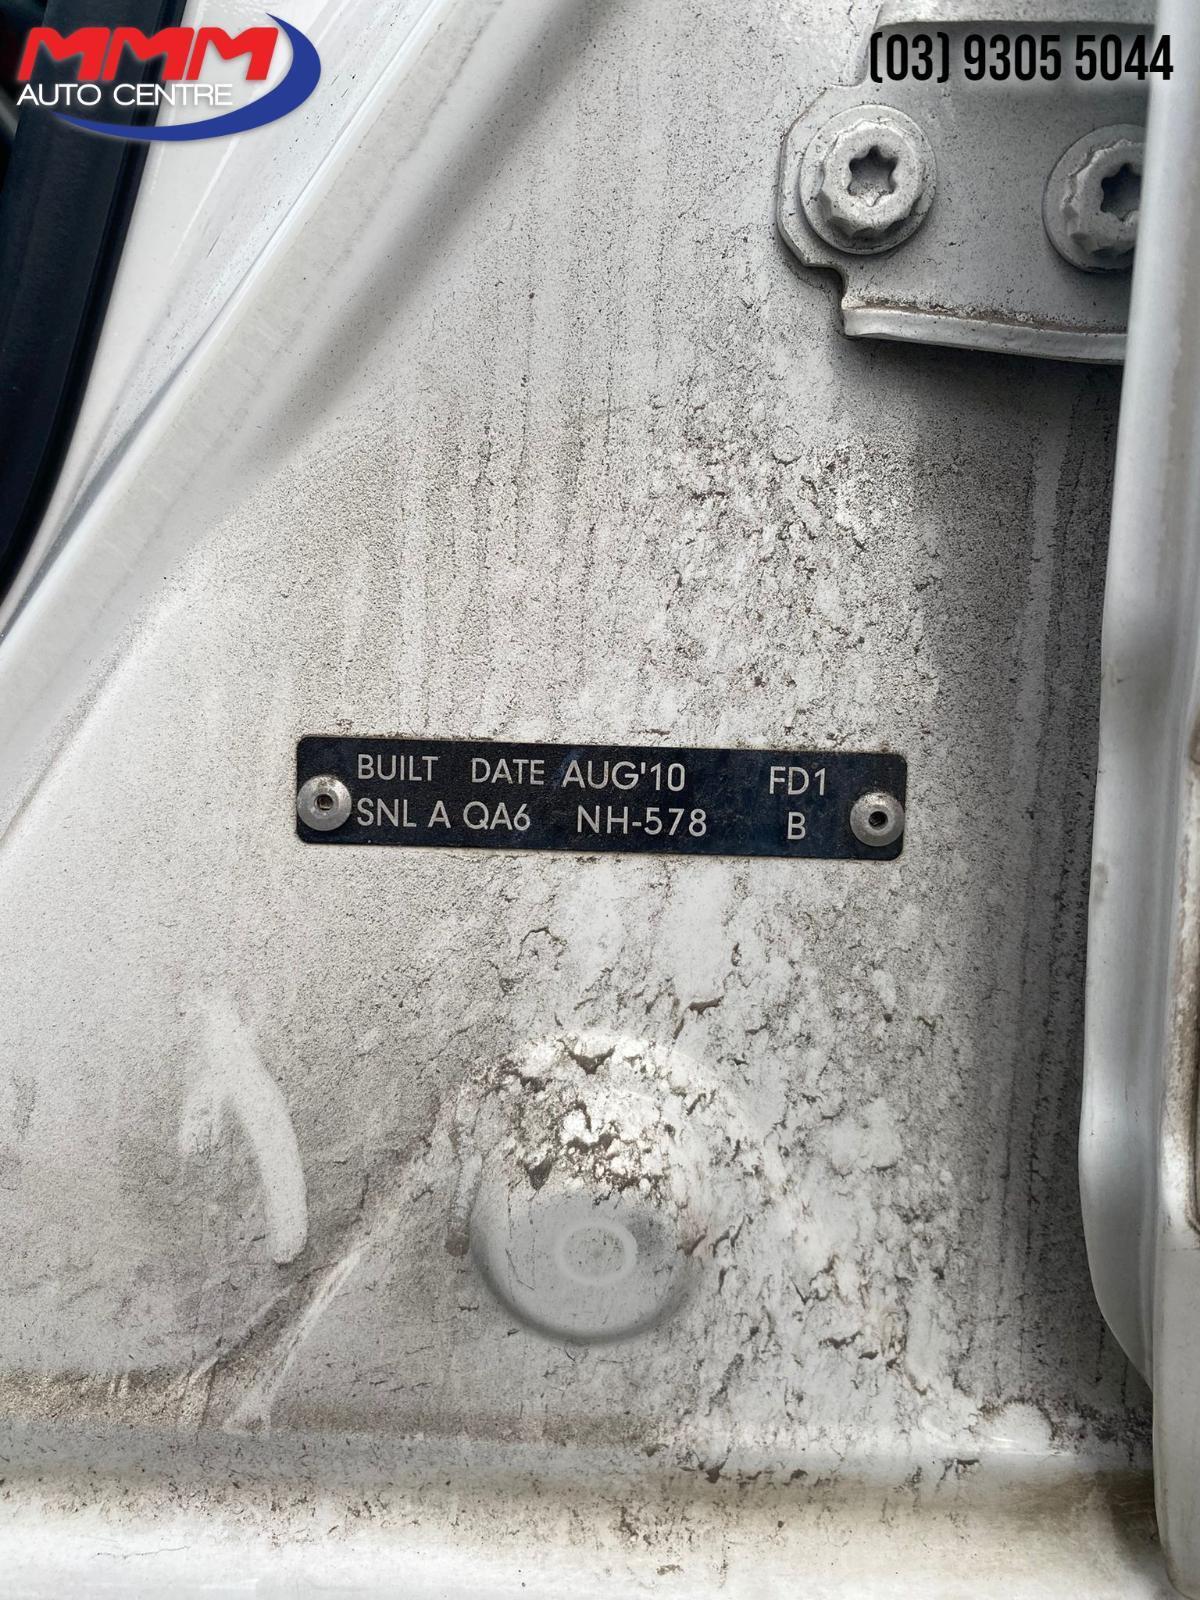 MMM
AUTO CENTRE
(03) 9305 5044
BUILT DATE AUG'10 FD1
SNL A QA6 NH-578 B